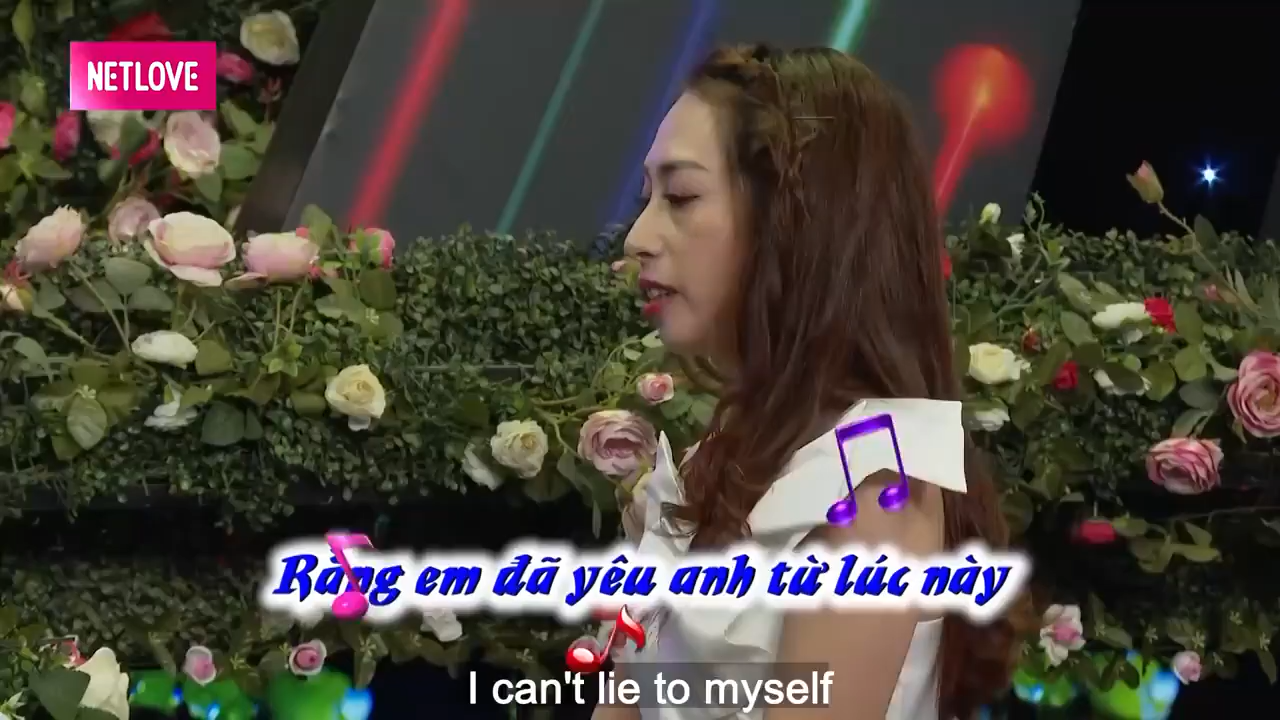 NETLOVE
Rằng em đã yêu anh từ lúc này
I can't lie to myself